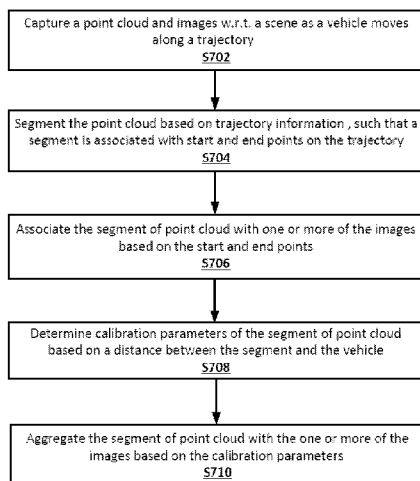 Capture a point cloud and images w.r.t. a scene as a vehicle moves
along a trajectory
S702
Segment the point cloud based on trajectory information , such that a
segment is associated with start and end points on the trajectory
S704
Associate the segment of point cloud with one or more of the images
based on the start and end points
S706
Determine calibration parameters of the segment of point cloud
based on a distance between the segment and the vehicle
S708
Aggregate the segment of point cloud with the one or more of the
images based on the calibration parameters
S710